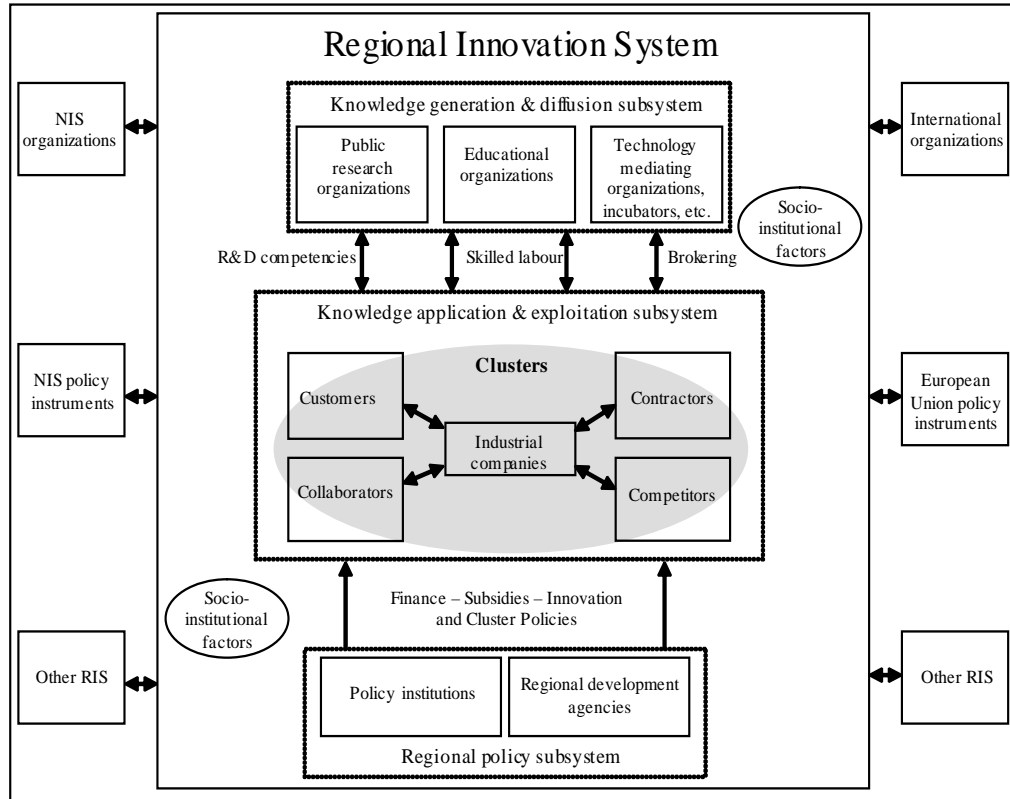 Regional Innovation System
NIS
organizations
NIS policy
instruments
Other RIS
Knowledge generation & diffusion subsystem
Public
research
organizations
Educational
organizations
Technology
mediating
organizations,
incubators, etc.
Socio-
institutional
factors
R&D competencies
Skilled labour
Brokering
Knowledge application & exploitation subsystem
Clusters
Customers
Contractors
Industrial
companies
Collaborators
Competitors
Socio-
institutional
factors
Finance – Subsidies – Innovation
and Cluster Policies
Policy institutions
Regional development
agencies
Regional policy subsystem
International
organizations
European
Union policy
instruments
Other RIS